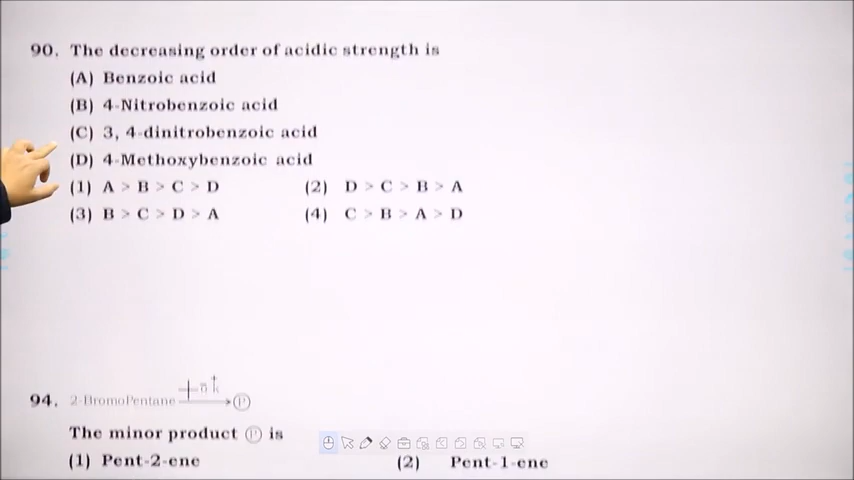 90. The decreasing order of acidic strength is
(A) Benzoic acid
(B) 4-Nitrobenzoic acid
(C) 3, 4-dinitrobenzoic acid
(D) 4-Methoxybenzoic acid
(1) A > B > C > D (2) D > C > B > A
(3) B > C > D > A (4) C > B > A > D
94. 2-BromoPentane P
The minor product P is
(1) Pent-2-ene (2) Pent-1-ene